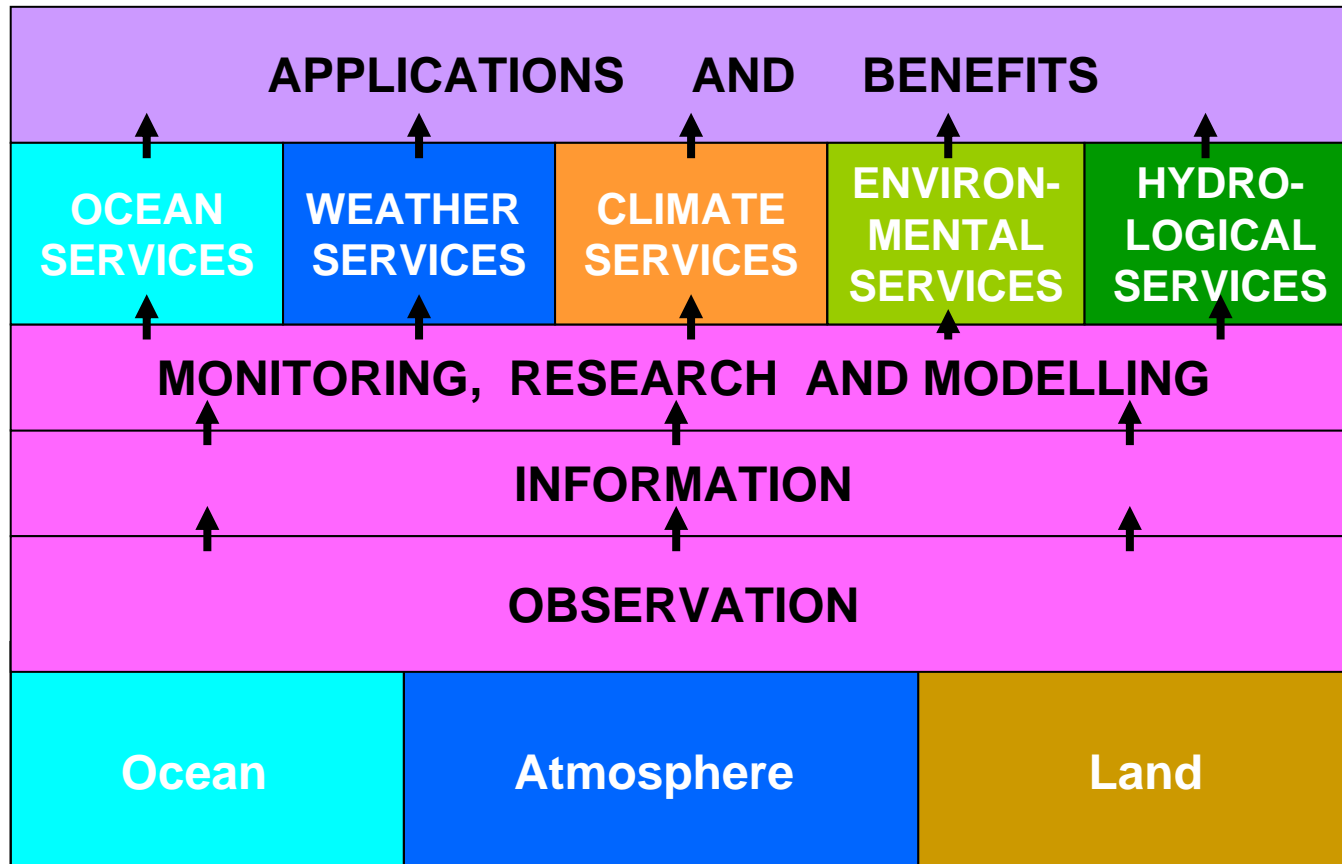 APPLICATIONS AND BENEFITS
OCEAN
SERVICES
WEATHER
SERVICES
CLIMATE
SERVICES
ENVIRON-
MENTAL
SERVICES
HYDRO-
LOGICAL
SERVICES
MONITORING, RESEARCH AND MODELLING
INFORMATION
OBSERVATION
Ocean
Atmosphere
Land